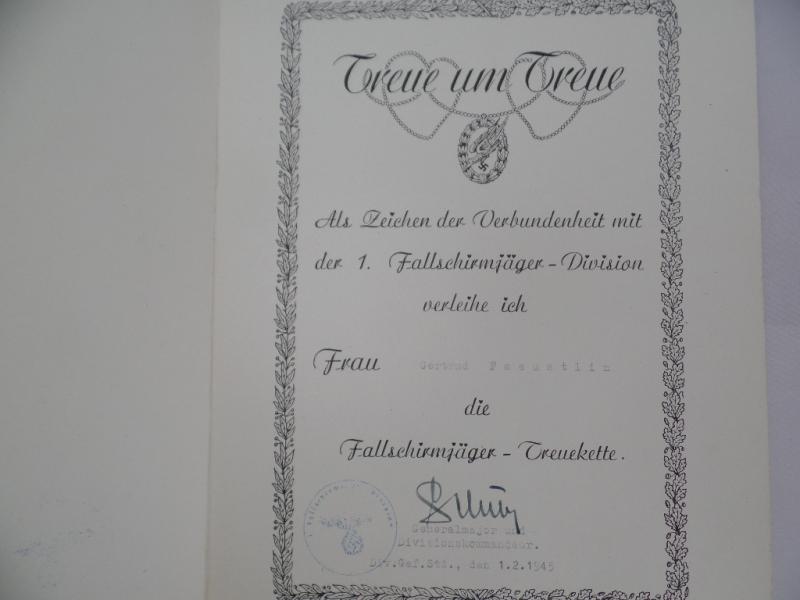 Treue um Treue
Als Zeichen der Verbundenheit mit
der 1. Fallschirmjäger-Division
verleihe ich
Frau Gertrud
die
Fallschirmjäger-Treuekette.
Generalmajor und
Divisionskommandeur.
Div.Gef.Std., den 1.2.1945